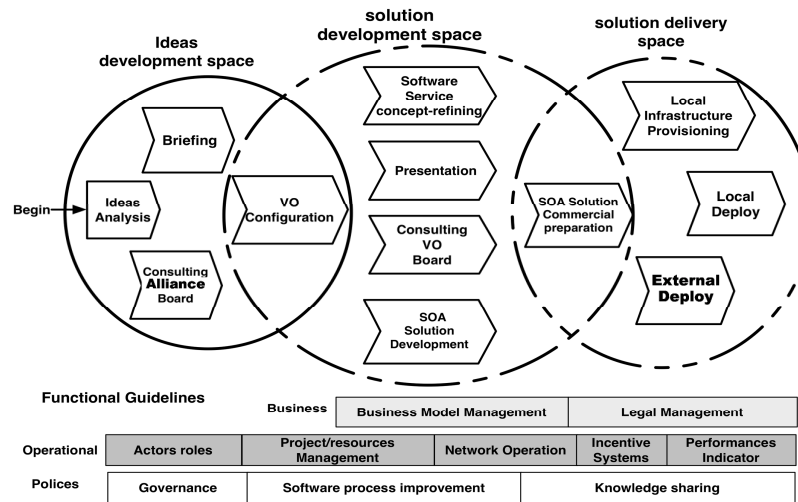 Ideas
development space
solution
development space
solution delivery
space
Begin
Ideas
Analysis
Briefing
Consulting
Alliance
Board
VO
Configuration
Software
Service
concept-refining
Presentation
Consulting
VO
Board
SOA
Solution
Development
SOA Solution
Commercial
preparation
Local
Infrastructure
Provisioning
Local
Deploy
External
Deploy
Functional Guidelines
Business
Business Model Management
Legal Management
Operational
Actors roles
Project/resources
Management
Network Operation
Incentive
Systems
Performances
Indicator
Polices
Governance
Software process improvement
Knowledge sharing